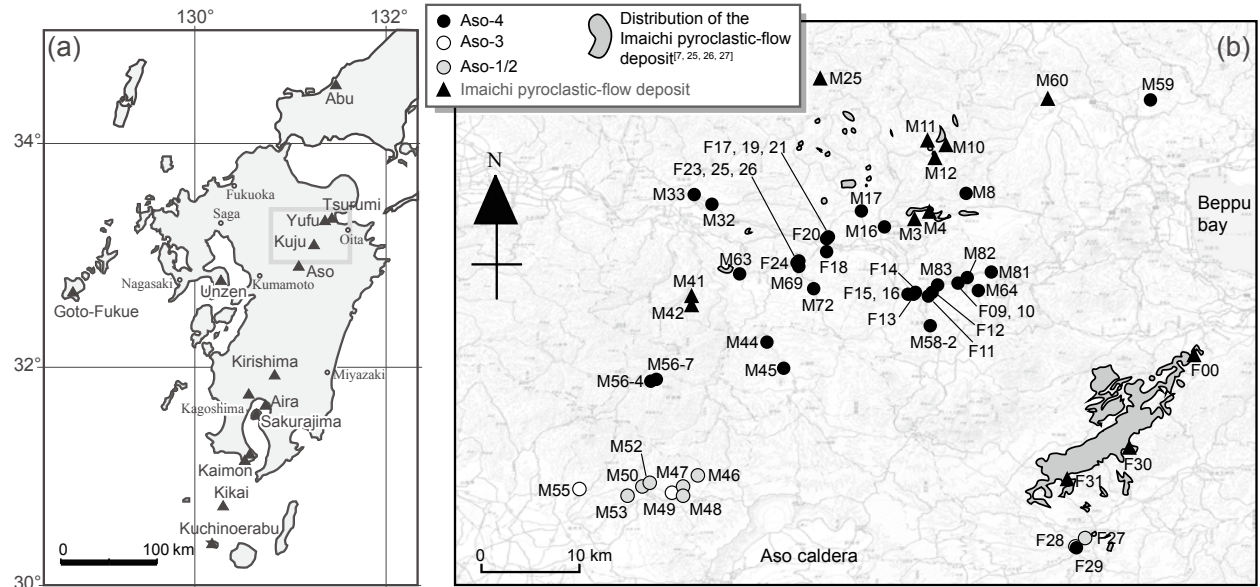 (a)
130°
132°
34°
32°
30°
Abu
Fukuoka
Saga
Tsurumi
Yufu
Oita
Kuju
Aso
Nagasaki
Unzen
Kumamoto
Goto-Fukue
Kirishima
Miyazaki
Aira
Kagoshima
Sakurajima
Kaimon
Kikai
Kuchinoerabu
0
100 km
Aso-4
Aso-3
Aso-1/2
Imaichi pyroclastic-flow deposit
Distribution of the
Imaichi pyroclastic-flow
deposit[7, 25, 26, 27]
(b)
N
M25
M60
M59
M11
M10
M12
F17, 19, 21
F23, 25, 26
M33
M32
M17
M8
M16
M3
M4
Beppu
bay
F20
F18
F24
M69
M63
M72
M41
M42
F14
M83
M82
M81
M64
F15, 16
F13
F09, 10
F12
F11
M58-2
M44
M45
M56-7
M56-4
F00
F30
F31
M52
M50
M47
M46
M55
M53
M49
M48
F28
F27
F29
0
10 km
Aso caldera